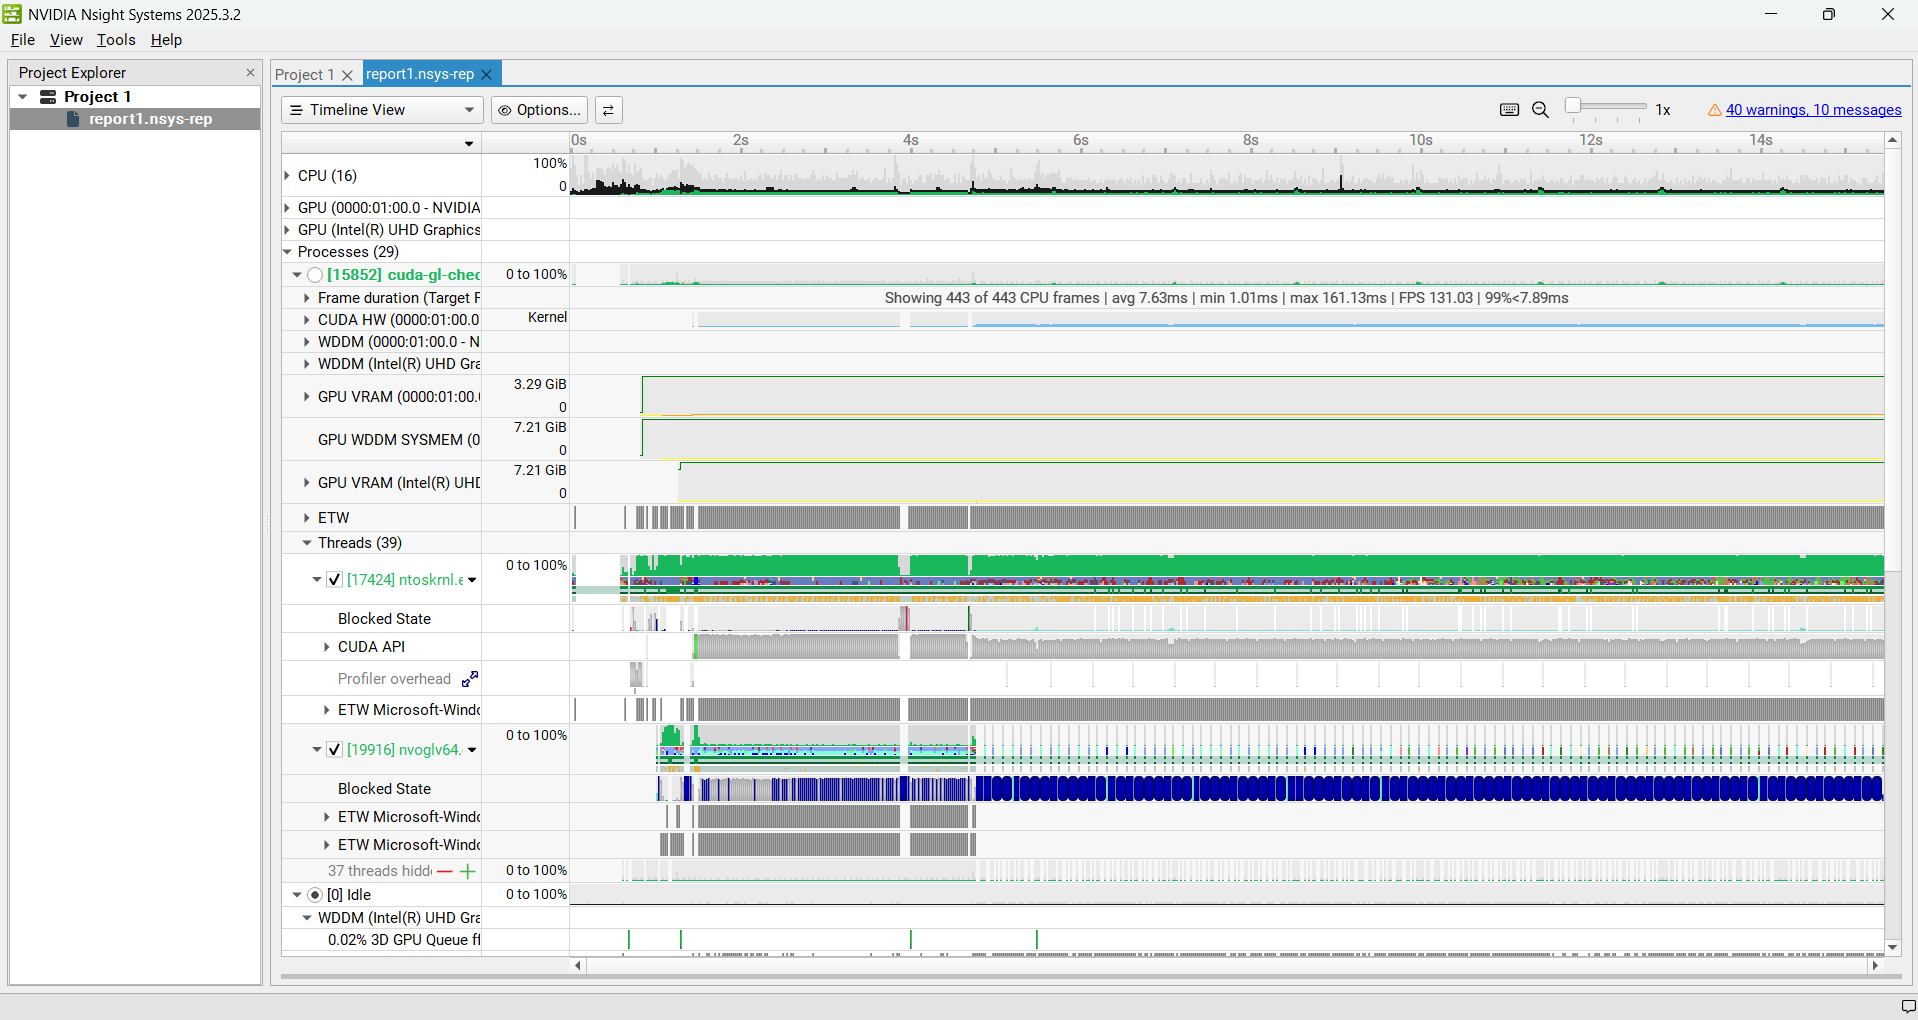 NVIDIA Nsight Systems 2025.3.2
File View Tools Help
Project Explorer
Project 1
report1.nsys-rep
Project 1
report1.nsys-rep
Timeline View
Options...
1x
40 warnings, 10 messages
0s 2s 4s 6s 8s 10s 12s 14s
CPU (16)
100%
0
GPU (0000:01:00.0 - NVIDIA
GPU (Intel(R) UHD Graphics
Processes (29)
[15852] cuda-gl-chec
0 to 100%
Frame duration (Target F
Showing 443 of 443 CPU frames | avg 7.63ms | min 1.01ms | max 161.13ms | FPS 131.03 | 99%<7.89ms
CUDA HW (0000:01:00.0
Kernel
WDDM (0000:01:00.0 - N
WDDM (Intel(R) UHD Gra
GPU VRAM (0000:01:00.
3.29 GiB
0
GPU WDDM SYSMEM (0
7.21 GiB
0
GPU VRAM (Intel(R) UHD
7.21 GiB
0
ETW
Threads (39)
[17424] ntoskrnl.e
0 to 100%
Blocked State
CUDA API
Profiler overhead
ETW Microsoft-Windo
[19916] nvoglv64.
0 to 100%
Blocked State
ETW Microsoft-Windo
ETW Microsoft-Windo
37 threads hidd
0 to 100%
[0] Idle
0 to 100%
WDDM (Intel(R) UHD Gra
0.02% 3D GPU Queue ff